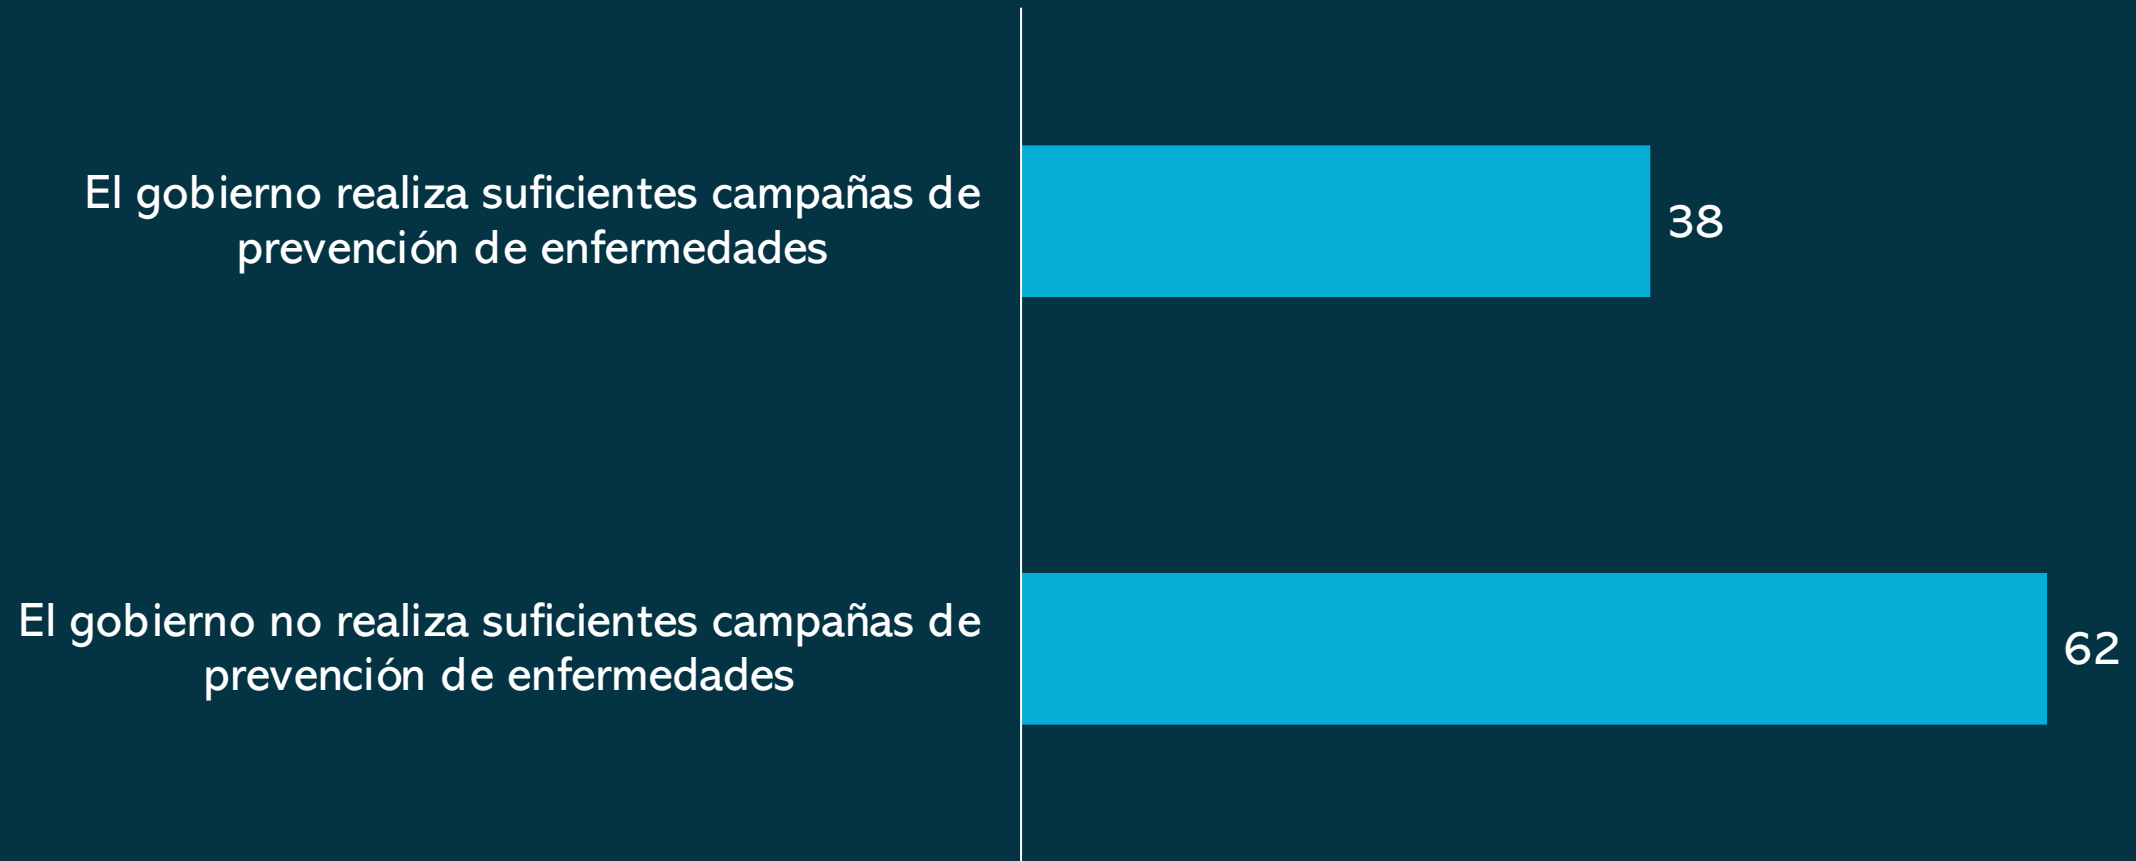 El gobierno realiza suficientes campañas de
prevención de enfermedades
38
El gobierno no realiza suficientes campañas de
prevención de enfermedades
62